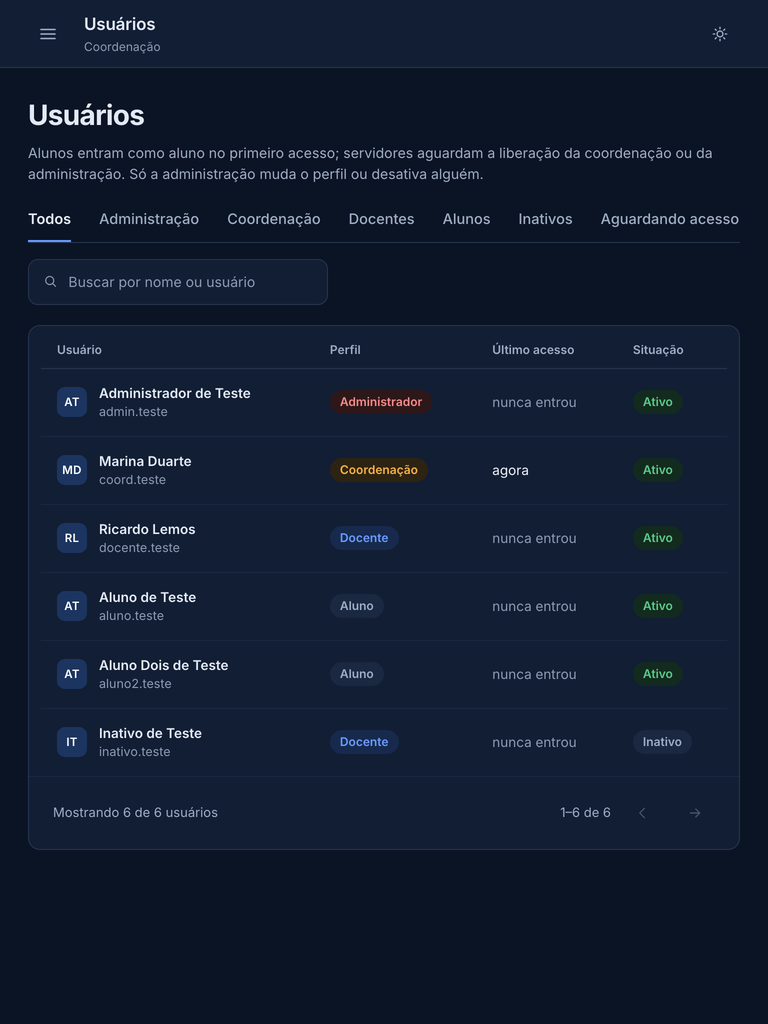 Usuários
Coordenação
Usuários
Alunos entram como aluno no primeiro acesso; servidores aguardam a liberação da coordenação ou da
administração. Só a administração muda o perfil ou desativa alguém.
Todos Administração Coordenação Docentes Alunos Inativos Aguardando acesso
Buscar por nome ou usuário
Usuário Perfil Último acesso Situação
AT Administrador de Teste Administrador nunca entrou Ativo
admin.teste
MD Marina Duarte Coordenação agora Ativo
coord.teste
RL Ricardo Lemos Docente nunca entrou Ativo
docente.teste
AT Aluno de Teste Aluno nunca entrou Ativo
aluno.teste
AT Aluno Dois de Teste Aluno nunca entrou Ativo
aluno2.teste
IT Inativo de Teste Docente nunca entrou Inativo
inativo.teste
Mostrando 6 de 6 usuários 1–6 de 6